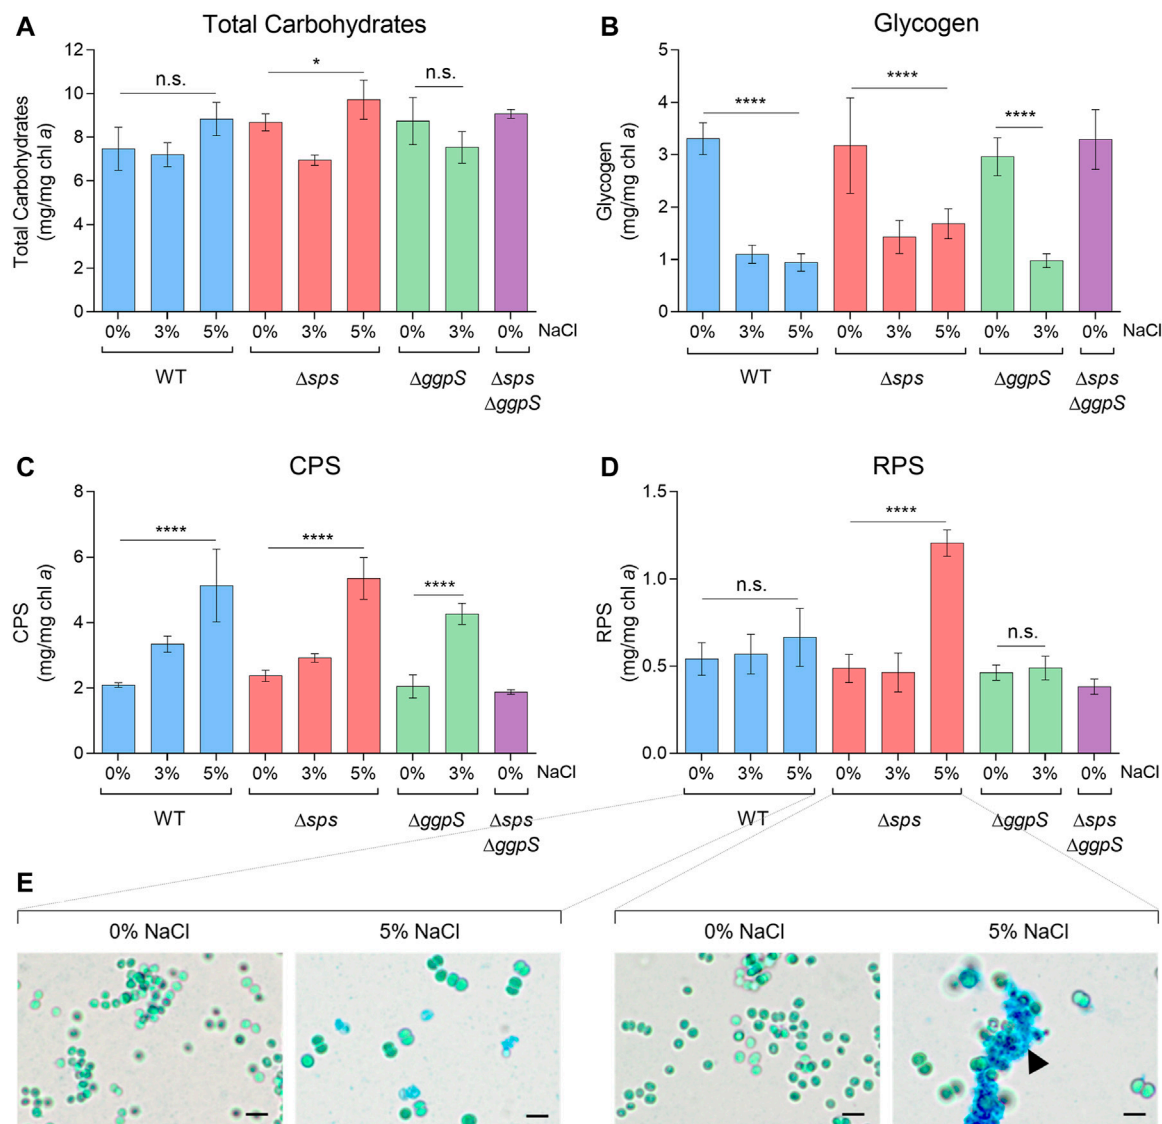 A
Total Carbohydrates
Total Carbohydrates
(mg/mg chl a)
12
10
8
6
4
2
0
n.s.
*
n.s.
0% 3% 5% 0% 3% 5% 0% 3% 0% NaCl
WT Δsps ΔggpS Δsps
ΔggpS
B
Glycogen
Glycogen
(mg/mg chl a)
5
4
3
2
1
0
****
****
****
0% 3% 5% 0% 3% 5% 0% 3% 0% NaCl
WT Δsps ΔggpS Δsps
ΔggpS
C
CPS
CPS
(mg/mg chl a)
8
6
4
2
0
****
****
****
0% 3% 5% 0% 3% 5% 0% 3% 0% NaCl
WT Δsps ΔggpS Δsps
ΔggpS
D
RPS
RPS
(mg/mg chl a)
1.5
1.0
0.5
0.0
n.s.
****
n.s.
0% 3% 5% 0% 3% 5% 0% 3% 0% NaCl
WT Δsps ΔggpS Δsps
ΔggpS
E
0% NaCl 5% NaCl 0% NaCl 5% NaCl